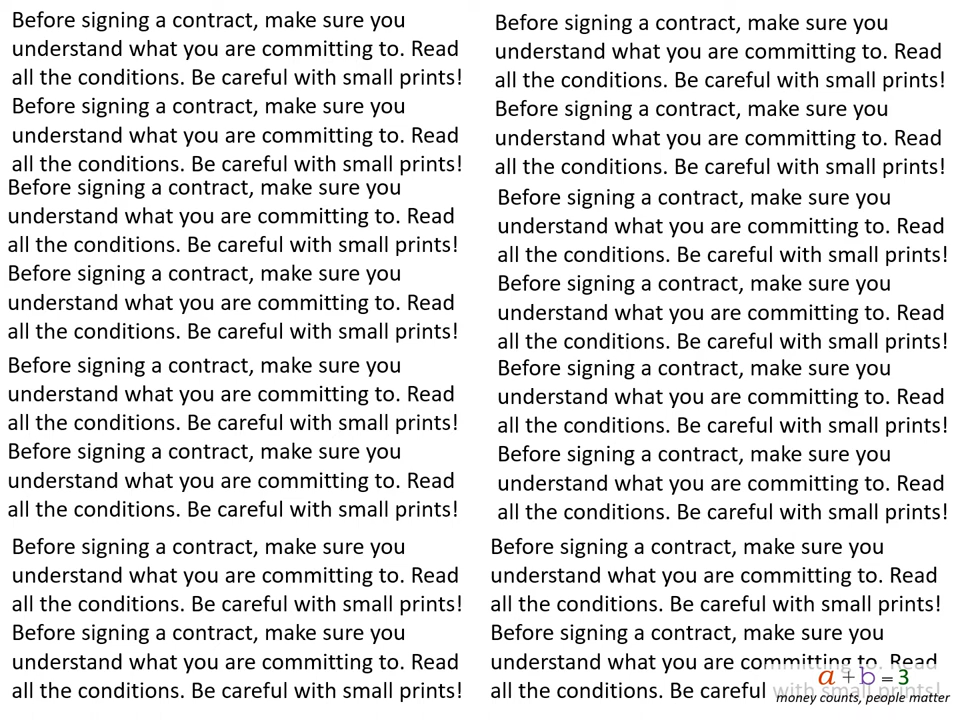 Before signing a contract, make sure you
understand what you are committing to. Read
all the conditions. Be careful with small prints!
Before signing a contract, make sure you
understand what you are committing to. Read
all the conditions. Be careful with small prints!
Before signing a contract, make sure you
understand what you are committing to. Read
all the conditions. Be careful with small prints!
Before signing a contract, make sure you
understand what you are committing to. Read
all the conditions. Be careful with small prints!
Before signing a contract, make sure you
understand what you are committing to. Read
all the conditions. Be careful with small prints!
Before signing a contract, make sure you
understand what you are committing to. Read
all the conditions. Be careful with small prints!
Before signing a contract, make sure you
understand what you are committing to. Read
all the conditions. Be careful with small prints!
Before signing a contract, make sure you
understand what you are committing to. Read
all the conditions. Be careful with small prints!
Before signing a contract, make sure you
understand what you are committing to. Read
all the conditions. Be careful with small prints!
Before signing a contract, make sure you
understand what you are committing to. Read
all the conditions. Be careful with small prints!
Before signing a contract, make sure you
understand what you are committing to. Read
all the conditions. Be careful with small prints!
Before signing a contract, make sure you
understand what you are committing to. Read
all the conditions. Be careful with small prints!
Before signing a contract, make sure you
understand what you are committing to. Read
all the conditions. Be careful with small prints!
Before signing a contract, make sure you
understand what you are committing to. Read
all the conditions. Be careful with small prints!
Before signing a contract, make sure you
understand what you are committing to. Read
all the conditions. Be careful with small prints!
Before signing a contract, make sure you
understand what you are committing to. Read
all the conditions. Be careful with small prints!
a + b = 3
money counts, people matter